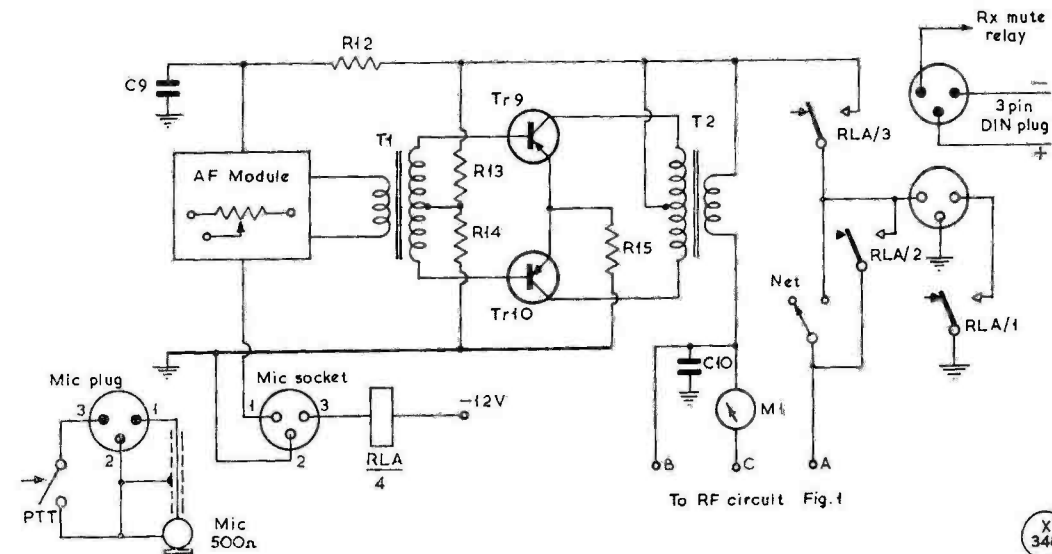 R12
Rx mute
relay
C9
Tr9
T1
T2
3 pin
DIN plug
−
+
RLA/3
AF Module
R13
R14
R15
RLA/2
Net
RLA/1
Tr10
C10
Mic plug
Mic socket
3
1
2
1
3
2
−12V
RLA
4
M1
B
C
A
PTT
Mic
500Ω
To RF circuit Fig.1
X